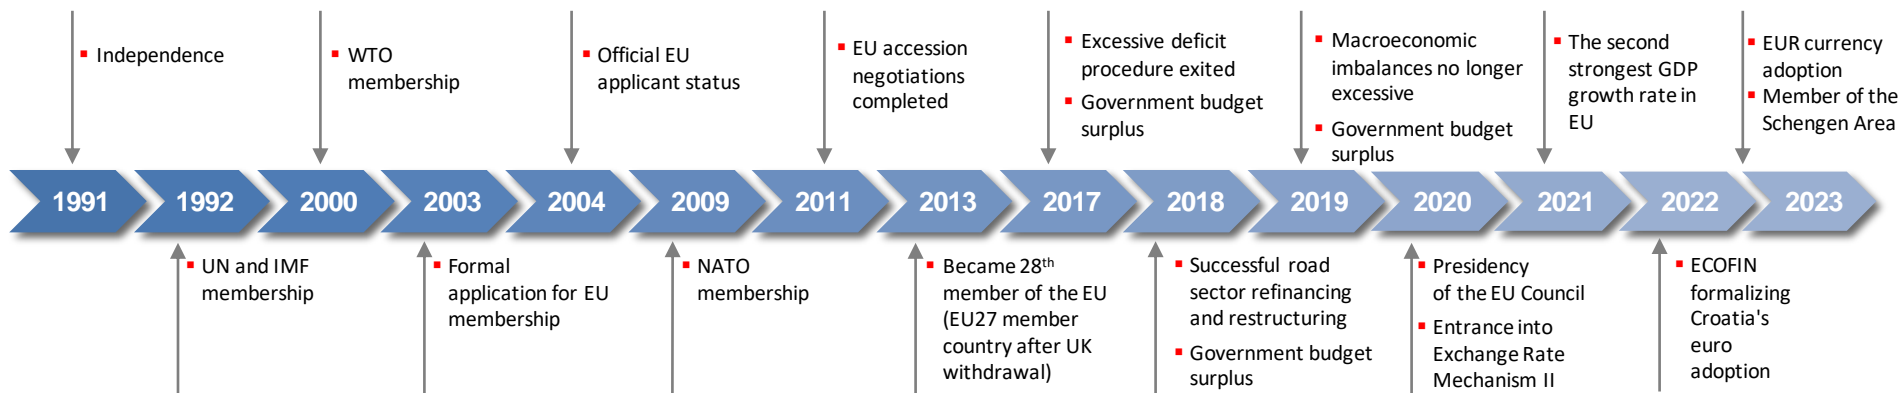 Independence
WTO
membership
Official EU
applicant status
EU accession
negotiations
completed
Excessive deficit
procedure exited
Government budget
surplus
Macroeconomic
imbalances no longer
excessive
Government budget
surplus
The second
strongest GDP
growth rate in
EU
EUR currency
adoption
Member of the
Schengen Area
1991
1992
2000
2003
2004
2009
2011
2013
2017
2018
2019
2020
2021
2022
2023
UN and IMF
membership
Formal
application for EU
membership
NATO
membership
Became 28th
member of the EU
(EU27 member
country after UK
withdrawal)
Successful road
sector refinancing
and restructuring
Government budget
surplus
Presidency
of the EU Council
Entrance into
Exchange Rate
Mechanism II
ECOFIN
formalizing
Croatia's
euro
adoption